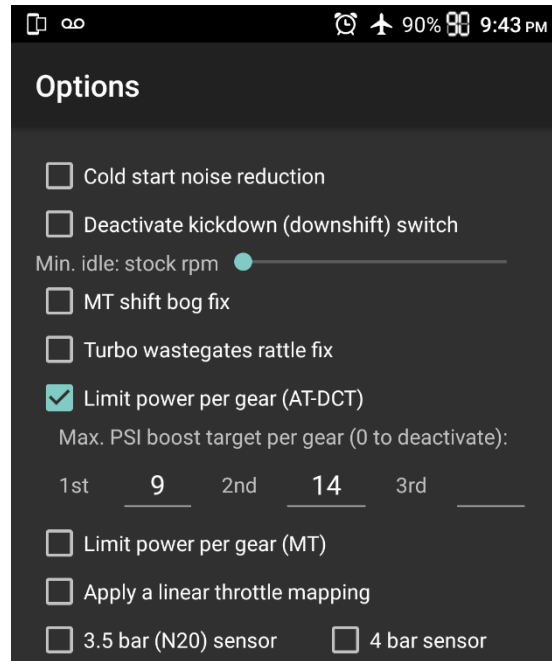 90% 90 9:43 PM
Options
Cold start noise reduction
Deactivate kickdown (downshift) switch
Min. idle: stock rpm
MT shift bog fix
Turbo wastegates rattle fix
Limit power per gear (AT-DCT)
Max. PSI boost target per gear (0 to deactivate):
1st 9 2nd 14 3rd
Limit power per gear (MT)
Apply a linear throttle mapping
3.5 bar (N20) sensor 4 bar sensor